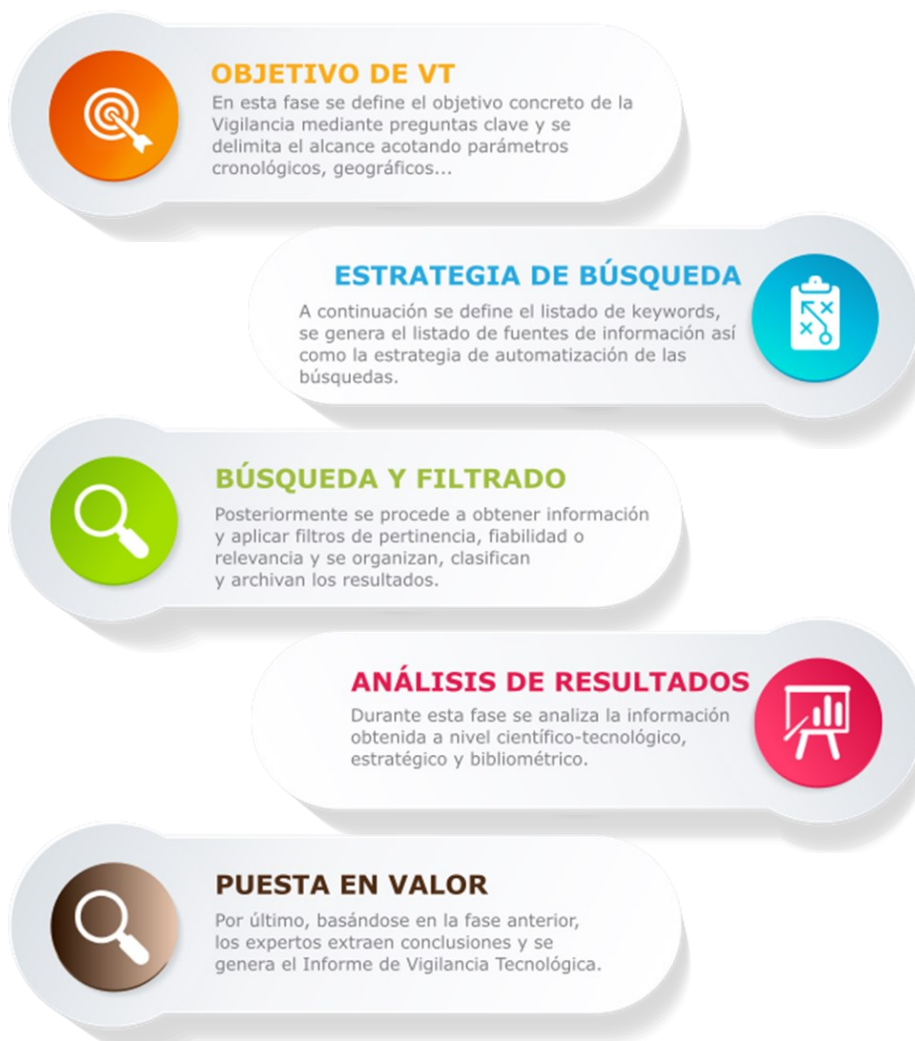 OBJETIVO DE VT
En esta fase se define el objetivo concreto de la
Vigilancia mediante preguntas clave y se
delimita el alcance acotando parámetros
cronológicos, geográficos...
ESTRATEGIA DE BÚSQUEDA
A continuación se define el listado de keywords,
se genera el listado de fuentes de información así
como la estrategia de automatización de las
búsquedas.
BÚSQUEDA Y FILTRADO
Posteriormente se procede a obtener información
y aplicar filtros de pertinencia, fiabilidad o
relevancia y se organizan, clasifican
y archivan los resultados.
ANÁLISIS DE RESULTADOS
Durante esta fase se analiza la información
obtenida a nivel científico-tecnológico,
estratégico y bibliométrico.
PUESTA EN VALOR
Por último, basándose en la fase anterior,
los expertos extraen conclusiones y se
genera el Informe de Vigilancia Tecnológica.